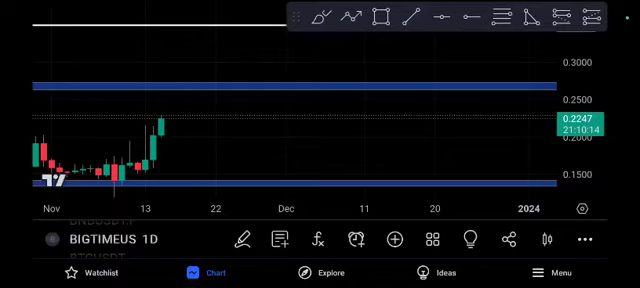 0.3000
0.2500
0.2247
21:10:14
0.2000
0.1500
Nov 13 22 Dec 11 20 2024
BIGTIMEUS 1D
BTCUSDT
Watchlist Chart Explore Ideas Menu